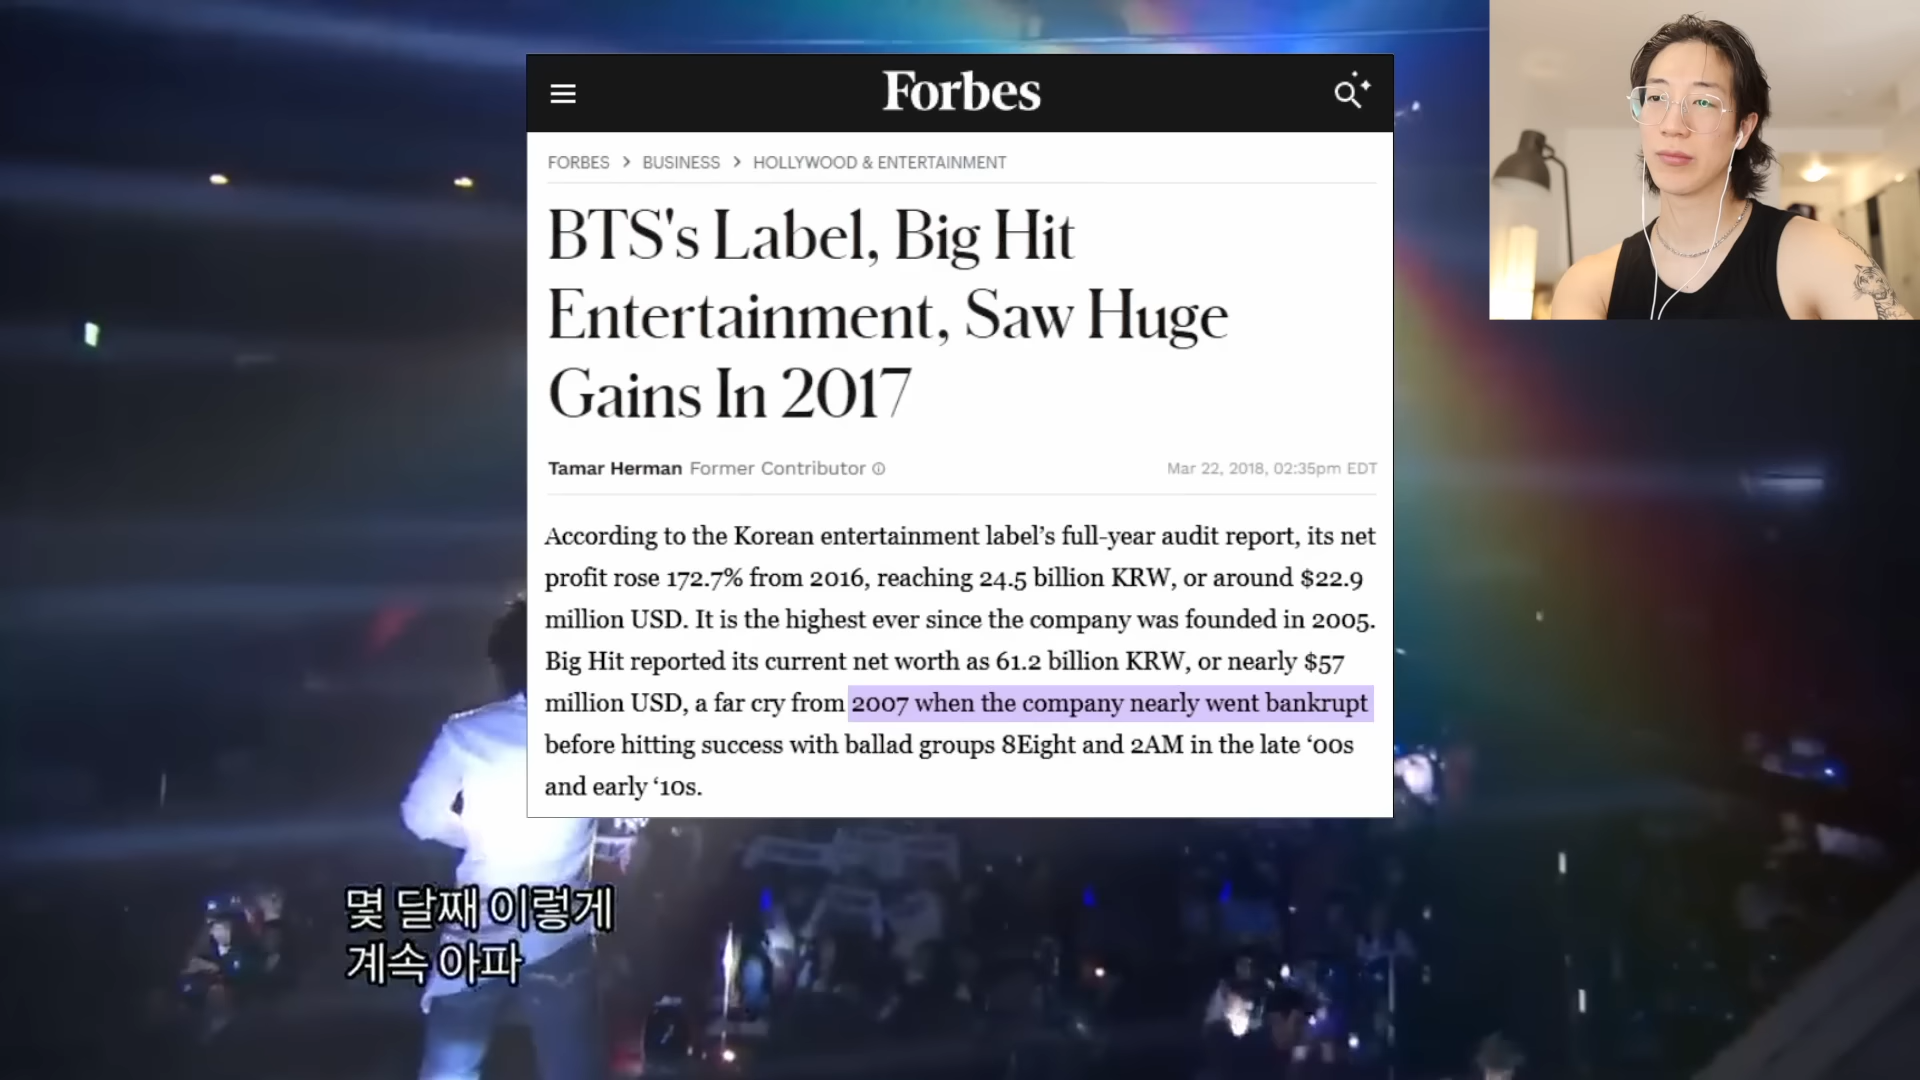 Forbes
FORBES > BUSINESS > HOLLYWOOD & ENTERTAINMENT
BTS's Label, Big Hit
Entertainment, Saw Huge
Gains In 2017
Tamar Herman Former Contributor
Mar 22, 2018, 02:35pm EDT
According to the Korean entertainment label’s full-year audit report, its net
profit rose 172.7% from 2016, reaching 24.5 billion KRW, or around $22.9
million USD. It is the highest ever since the company was founded in 2005.
Big Hit reported its current net worth as 61.2 billion KRW, or nearly $57
million USD, a far cry from 2007 when the company nearly went bankrupt
before hitting success with ballad groups 8Eight and 2AM in the late ‘00s
and early ‘10s.
몇 달째 이렇게
계속 아파